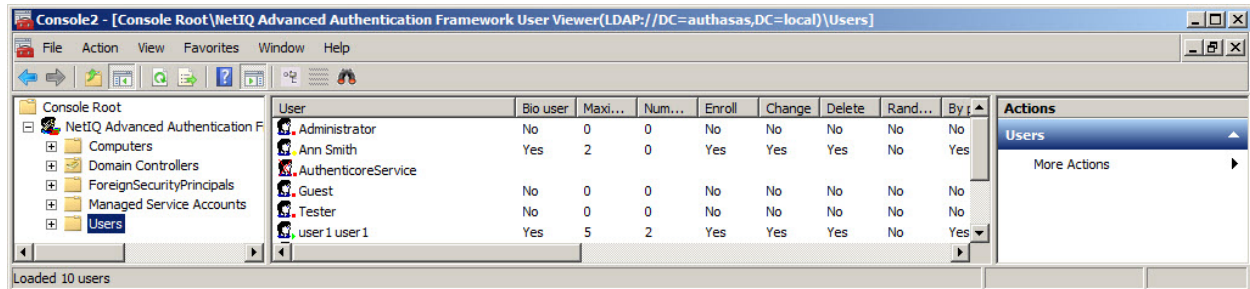 Console2 - [Console Root\NetIQ Advanced Authentication Framework User Viewer(LDAP://DC=authasas,DC=local)\Users]
File Action View Favorites Window Help
Console Root
NetIQ Advanced Authentication F
Computers
Domain Controllers
ForeignSecurityPrincipals
Managed Service Accounts
Users
User Bio user Maxi... Num... Enroll Change Delete Rand... By p
Administrator No 0 0 No No No No No
Ann Smith Yes 2 0 Yes Yes Yes No Yes
AuthenticoreService
Guest No 0 0 No No No No No
Tester No 0 0 No No No No No
user1 user1 Yes 5 2 Yes Yes Yes No Yes
Actions
Users
More Actions
Loaded 10 users